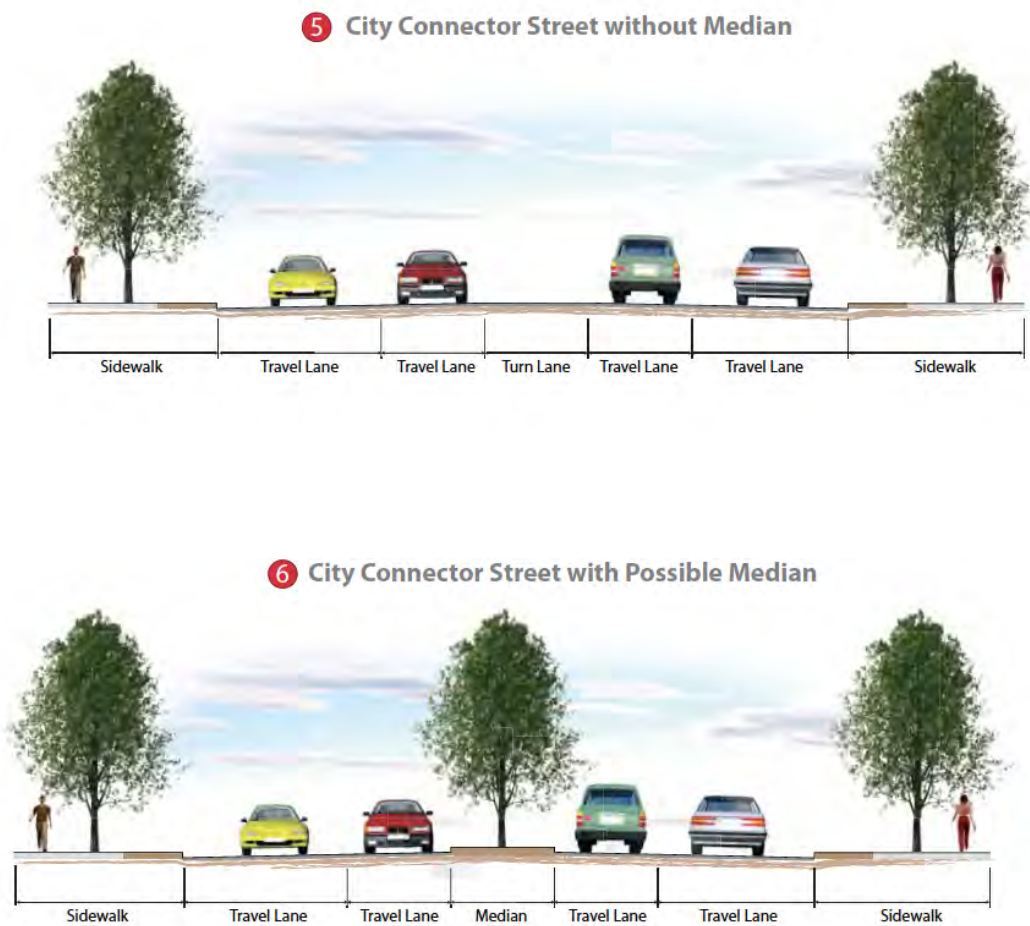 5 City Connector Street without Median
Sidewalk Travel Lane Travel Lane Turn Lane Travel Lane Travel Lane Sidewalk
6 City Connector Street with Possible Median
Sidewalk Travel Lane Travel Lane Median Travel Lane Travel Lane Sidewalk